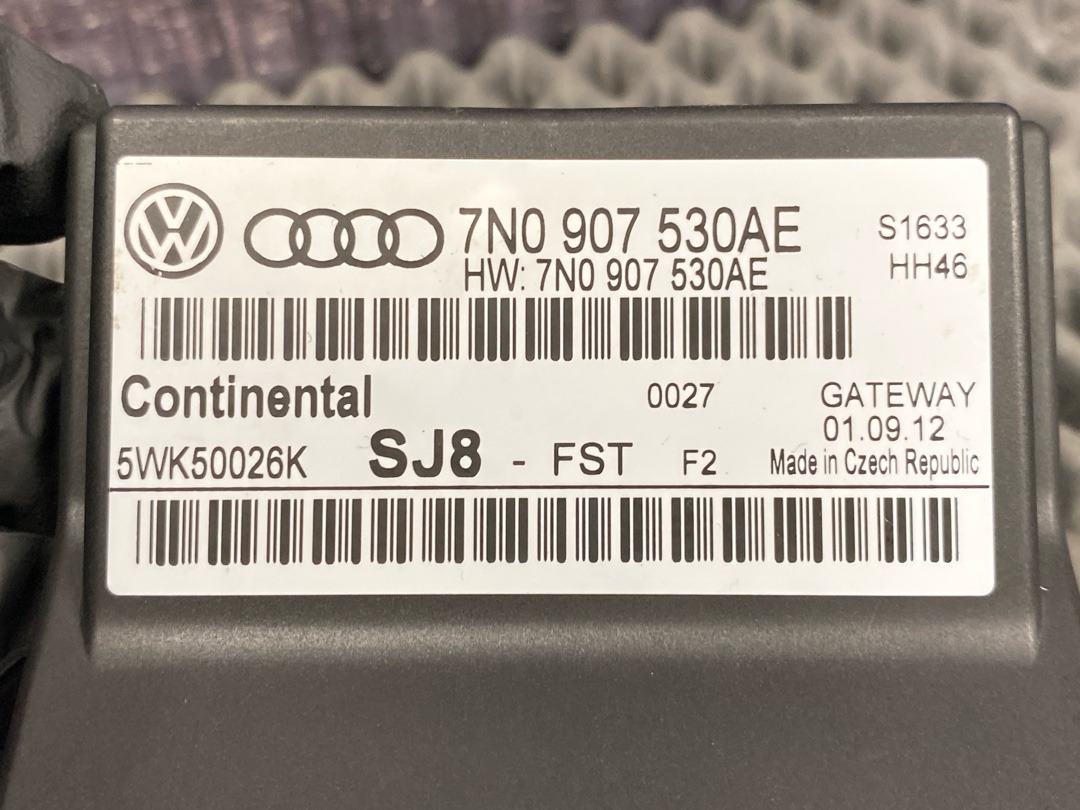 7N0 907 530AE S1633
HW: 7N0 907 530AE HH46
Continental 0027 GATEWAY
01.09.12
5WK50026K SJ8 - FST F2 Made in Czech Republic